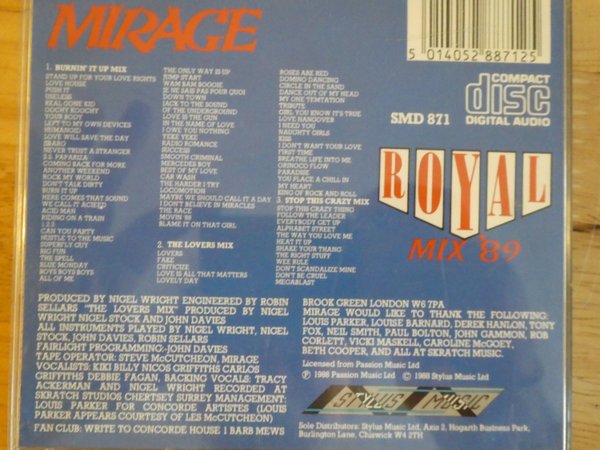 MIRAGE
5 014052 887125
COMPACT
disc
DIGITAL AUDIO
SMD 871
ROYAL
MIX '89
1. BURNIN' IT UP MIX
STAND UP FOR YOUR LOVE RIGHTS
LOVE HOUSE
PUSH IT
USELESS
REAL GONE KID
GOOCHY KOOCHY
YOUR BODY
LEFT TO MY OWN DEVICES
HUMANOID
LOVE WILL SAVE THE DAY
SBARO
NEVER TRUST A STRANGER
S.S. PAPARAZZI
COMING BACK FOR MORE
ANOTHER WEEKEND
ROCK MY WORLD
DON'T TALK DIRTY
BURN IT UP
HERE COMES THAT SOUND
WE CALL IT ACIEED
ACID MAN
RIDING ON A TRAIN
1 2 3
CAN YOU PARTY
HUSTLE TO THE MUSIC
SUPERFLY GUY
BIG FUN
THE SPELL
BLUE MONDAY
BOYS BOYS BOYS
ALL OF ME
THE ONLY WAY IS UP
JUMP START
WAM BAM BOOGIE
JE NE SAIS PAS POUR QUOI
DOWN TOWN
JACK TO THE SOUND
OF THE UNDERGROUND
LOVE IS THE GUN
IN THE NAME OF LOVE
I OWE YOU NOTHING
YEKE YEKE
RADIO ROMANCE
SUCCESS
SMOOTH CRIMINAL
MERCEDES BOY
BEST OF MY LOVE
CAR WASH
THE HARDER I TRY
LOCOMOTION
MAYBE WE SHOULD CALL IT A DAY
I DON'T BELIEVE IN MIRACLES
THE RACE
MOVIN '88
BLAME IT ON THAT GIRL
2. THE LOVERS MIX
LOVERS
FAKE
CRITICIZE
LOVE IS ALL THAT MATTERS
LOVELY DAY
ROSES ARE RED
DOMINO DANCING
CIRCLE IN THE SAND
DANCE OUT OF MY HEAD
MY ONE TEMPTATION
TRIBUTE
GIRL YOU KNOW IT'S TRUE
LOVE HANGOVER
I NEED YOU
NAUGHTY GIRLS
KISS
I DON'T WANT YOUR LOVE
FIRST TIME
BREATHE LIFE INTO ME
ORINOCO FLOW
PARADISE
YOU PLACE A CHILL IN
MY HEART
KING OF ROCK AND ROLL
3. STOP THIS CRAZY MIX
STOP THIS CRAZY THING
FOLLOW THE LEADER
EVERYBODY GET UP
ALPHABET STREET
THE WAY YOU LOVE ME
HEAT IT UP
SHAKE YOUR THANG
THE RIGHT STUFF
WEE RULE
DON'T SCANDALIZE MINE
DON'T BE CRUEL
MEGABLAST
PRODUCED BY NIGEL WRIGHT ENGINEERED BY ROBIN
SELLARS "THE LOVERS MIX" PRODUCED BY NIGEL
WRIGHT NIGEL STOCK AND JOHN DAVIES
ALL INSTRUMENTS PLAYED BY NIGEL WRIGHT, NIGEL
STOCK, JOHN DAVIES, ROBIN SELLARS
FAIRLIGHT PROGRAMMING:-JOHN DAVIES
TAPE OPERATOR: STEVE McCUTCHEON, MIRAGE
VOCALISTS: KIKI BILLY NICOS GRIFFITHS CARLOS
GRIFFITHS DEBBIE FAGAN, BACKING VOCALS; TRACY
ACKERMAN AND NIGEL WRIGHT RECORDED AT
SKRATCH STUDIOS CHERTSEY SURREY MANAGEMENT:
LOUIS PARKER FOR CONCORDE ARTISTES (LOUIS
PARKER APPEARS COURTESY OF LES McCUTCHEON)
FAN CLUB: WRITE TO CONCORDE HOUSE 1 BARB MEWS
BROOK GREEN LONDON W6 7PA
MIRAGE WOULD LIKE TO THANK THE FOLLOWING:
LOUIS PARKER, LOUISE BARNARD, DEREK HANLON, TONY
FOX, NEIL SMITH, PAUL BOLTON, JOHN GAMMON, ROB
CORLETT, VICKI MASKELL, CAROLINE McGOEY,
BETH COOPER, AND ALL AT SKRATCH MUSIC.
Licensed from Passion Music Ltd
℗ 1988 Passion Music Ltd © 1988 Stylus Music Ltd
STYLUS MUSIC
Sole Distributors: Stylus Music Ltd, Axis 2, Hogarth Business Park,
Burlington Lane, Chiswick W4 2TH